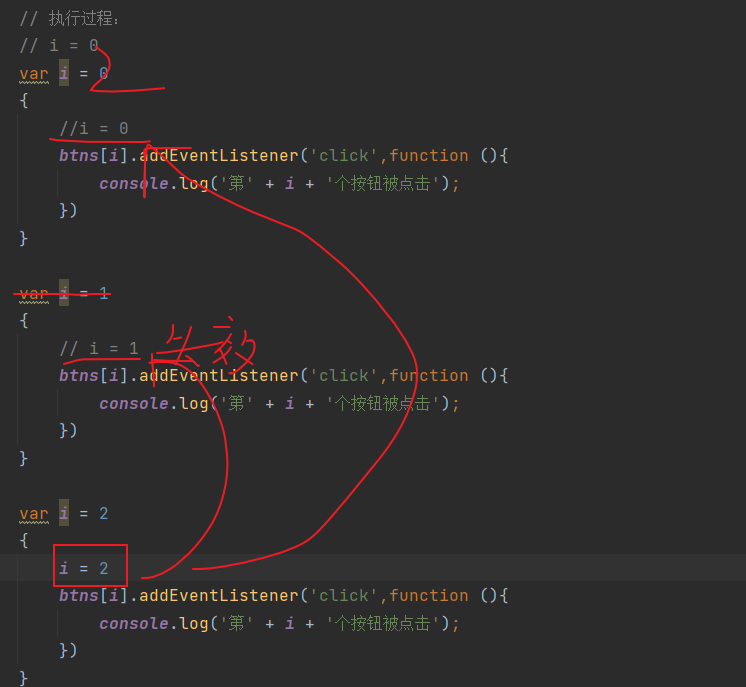 // 执行过程:
// i = 0
var i = 0
{
//i = 0
btns[i].addEventListener('click',function (){
console.log('第' + i + '个按钮被点击');
})
}
var i = 1
{
// i = 1 失效
btns[i].addEventListener('click',function (){
console.log('第' + i + '个按钮被点击');
})
}
var i = 2
{
i = 2
btns[i].addEventListener('click',function (){
console.log('第' + i + '个按钮被点击');
})
}